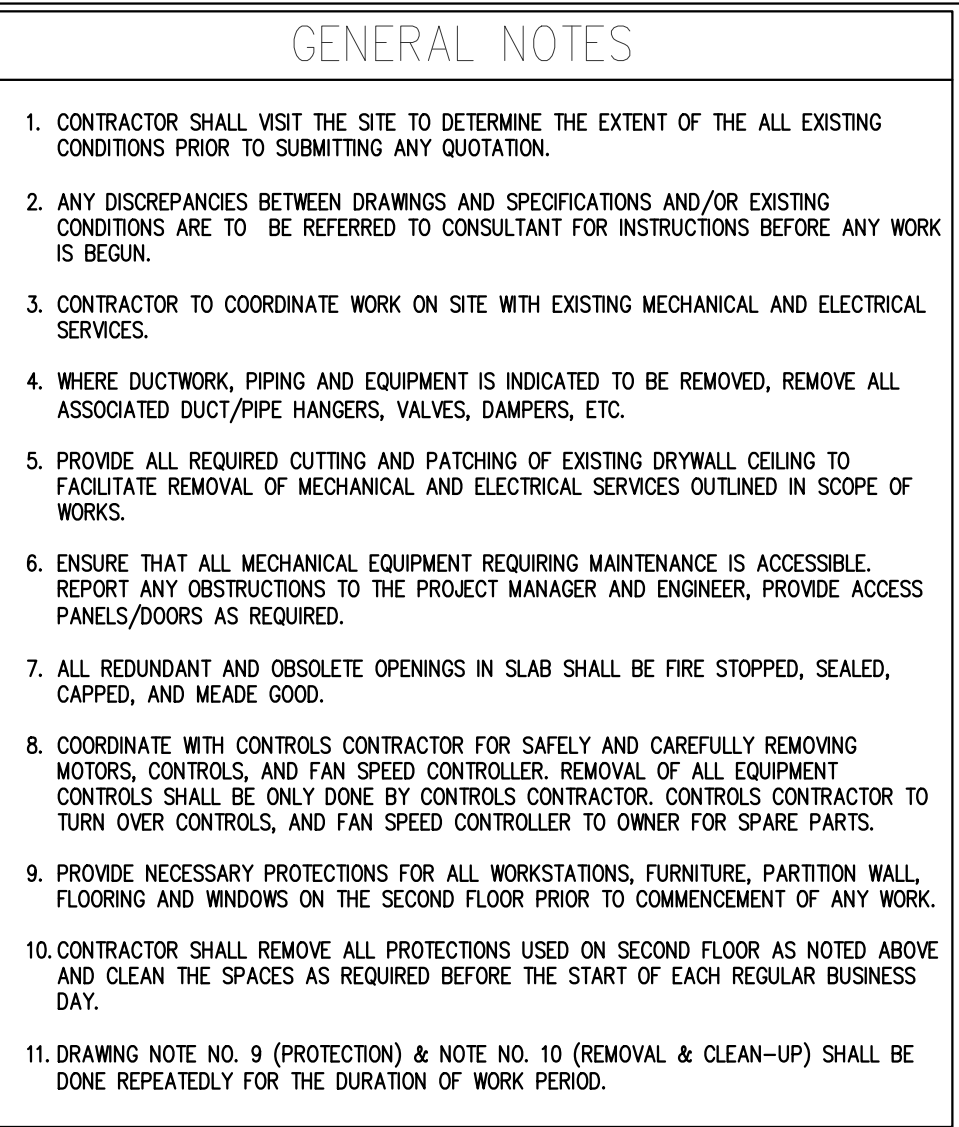 GENERAL NOTES
1. CONTRACTOR SHALL VISIT THE SITE TO DETERMINE THE EXTENT OF THE ALL EXISTING
CONDITIONS PRIOR TO SUBMITTING ANY QUOTATION.
2. ANY DISCREPANCIES BETWEEN DRAWINGS AND SPECIFICATIONS AND/OR EXISTING
CONDITIONS ARE TO BE REFERRED TO CONSULTANT FOR INSTRUCTIONS BEFORE ANY WORK
IS BEGUN.
3. CONTRACTOR TO COORDINATE WORK ON SITE WITH EXISTING MECHANICAL AND ELECTRICAL
SERVICES.
4. WHERE DUCTWORK, PIPING AND EQUIPMENT IS INDICATED TO BE REMOVED, REMOVE ALL
ASSOCIATED DUCT/PIPE HANGERS, VALVES, DAMPERS, ETC.
5. PROVIDE ALL REQUIRED CUTTING AND PATCHING OF EXISTING DRYWALL CEILING TO
FACILITATE REMOVAL OF MECHANICAL AND ELECTRICAL SERVICES OUTLINED IN SCOPE OF
WORKS.
6. ENSURE THAT ALL MECHANICAL EQUIPMENT REQUIRING MAINTENANCE IS ACCESSIBLE.
REPORT ANY OBSTRUCTIONS TO THE PROJECT MANAGER AND ENGINEER, PROVIDE ACCESS
PANELS/DOORS AS REQUIRED.
7. ALL REDUNDANT AND OBSOLETE OPENINGS IN SLAB SHALL BE FIRE STOPPED, SEALED,
CAPPED, AND MEADE GOOD.
8. COORDINATE WITH CONTROLS CONTRACTOR FOR SAFELY AND CAREFULLY REMOVING
MOTORS, CONTROLS, AND FAN SPEED CONTROLLER. REMOVAL OF ALL EQUIPMENT
CONTROLS SHALL BE ONLY DONE BY CONTROLS CONTRACTOR. CONTROLS CONTRACTOR TO
TURN OVER CONTROLS, AND FAN SPEED CONTROLLER TO OWNER FOR SPARE PARTS.
9. PROVIDE NECESSARY PROTECTIONS FOR ALL WORKSTATIONS, FURNITURE, PARTITION WALL,
FLOORING AND WINDOWS ON THE SECOND FLOOR PRIOR TO COMMENCEMENT OF ANY WORK.
10. CONTRACTOR SHALL REMOVE ALL PROTECTIONS USED ON SECOND FLOOR AS NOTED ABOVE
AND CLEAN THE SPACES AS REQUIRED BEFORE THE START OF EACH REGULAR BUSINESS
DAY.
11. DRAWING NOTE NO. 9 (PROTECTION) & NOTE NO. 10 (REMOVAL & CLEAN-UP) SHALL BE
DONE REPEATEDLY FOR THE DURATION OF WORK PERIOD.